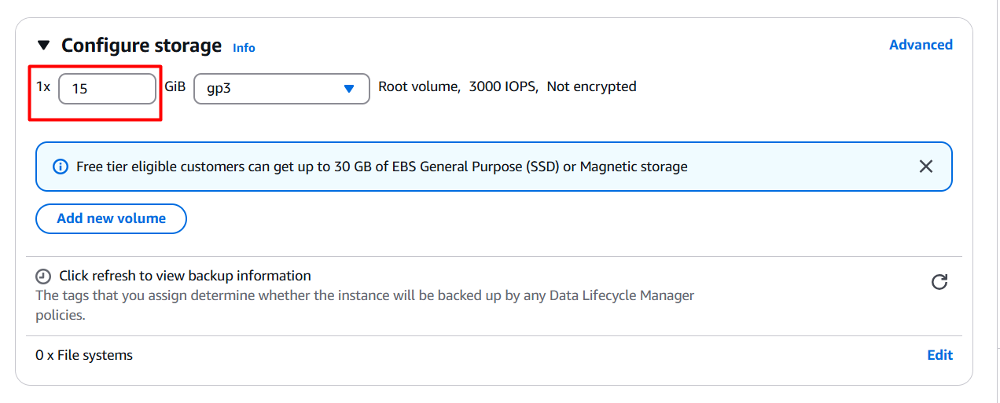 Configure storage Info Advanced
1x 15 GiB gp3 Root volume, 3000 IOPS, Not encrypted
Free tier eligible customers can get up to 30 GB of EBS General Purpose (SSD) or Magnetic storage
Add new volume
Click refresh to view backup information
The tags that you assign determine whether the instance will be backed up by any Data Lifecycle Manager
policies.
0 x File systems Edit